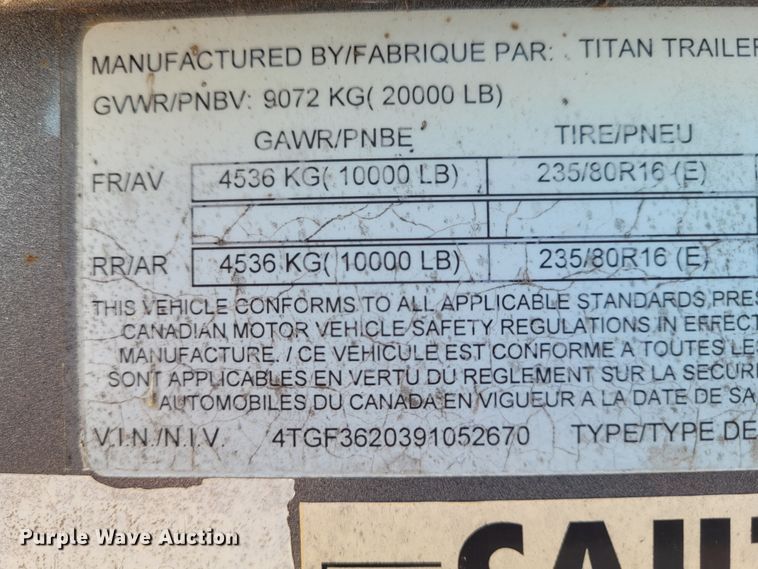 MANUFACTURED BY/FABRIQUE PAR: TITAN TRAILER
GVWR/PNBV: 9072 KG( 20000 LB)
GAWR/PNBE TIRE/PNEU
FR/AV 4536 KG( 10000 LB) 235/80R16 (E)
RR/AR 4536 KG( 10000 LB) 235/80R16 (E)
THIS VEHICLE CONFORMS TO ALL APPLICABLE STANDARDS PRES
CANADIAN MOTOR VEHICLE SAFETY REGULATIONS IN EFFECT
MANUFACTURE. / CE VEHICULE EST CONFORME A TOUTES LE
SONT APPLICABLES EN VERTU DU REGLEMENT SUR LA SECURI
AUTOMOBILES DU CANADA EN VIGUEUR A LA DATE DE SA
V.I.N./N.I.V. 4TGF3620391052670 TYPE/TYPE DE
Purple Wave Auction
CAUT